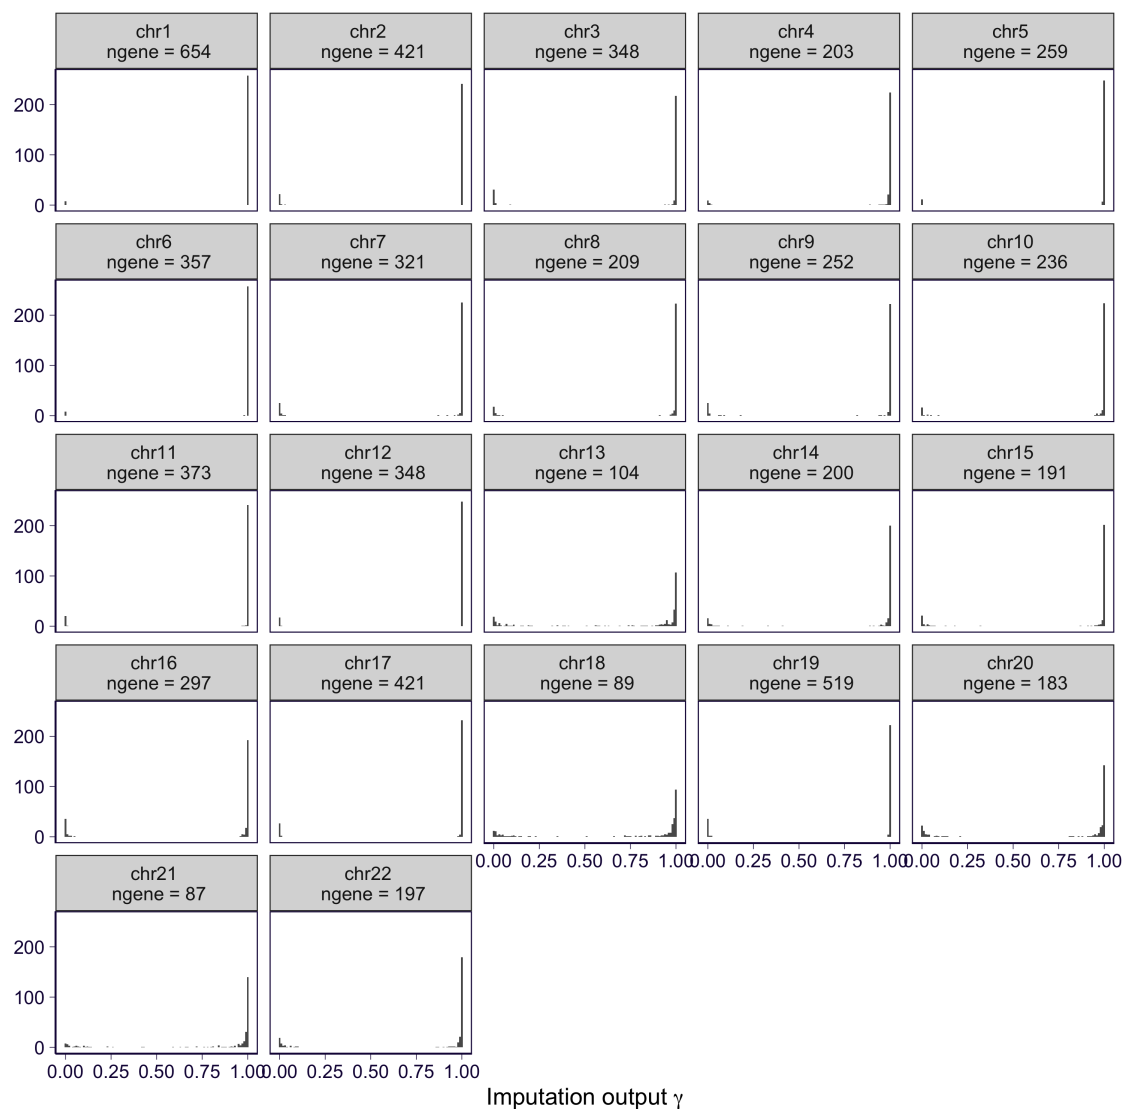 chr1
ngene = 654
chr2
ngene = 421
chr3
ngene = 348
chr4
ngene = 203
chr5
ngene = 259
200
100
0
chr6
ngene = 357
chr7
ngene = 321
chr8
ngene = 209
chr9
ngene = 252
chr10
ngene = 236
200
100
0
chr11
ngene = 373
chr12
ngene = 348
chr13
ngene = 104
chr14
ngene = 200
chr15
ngene = 191
200
100
0
chr16
ngene = 297
chr17
ngene = 421
chr18
ngene = 89
chr19
ngene = 519
chr20
ngene = 183
200
100
0
0.00 0.25 0.50 0.75 1.00
0.00 0.25 0.50 0.75 1.00
0.00 0.25 0.50 0.75 1.00
chr21
ngene = 87
chr22
ngene = 197
200
100
0
0.00 0.25 0.50 0.75 1.00
0.00 0.25 0.50 0.75 1.00
Imputation output γ